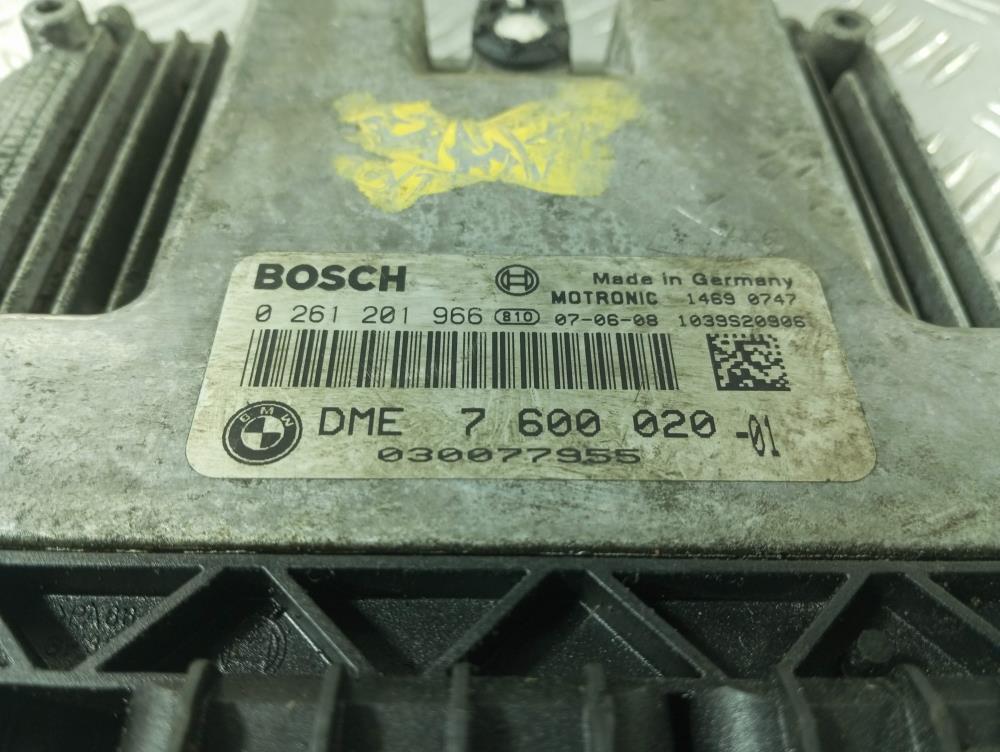 BOSCH Made in Germany
MOTRONIC 1469 0747
0 261 201 966 810 07-06-08 1039S20906
BMW DME 7 600 020 -01
030077955